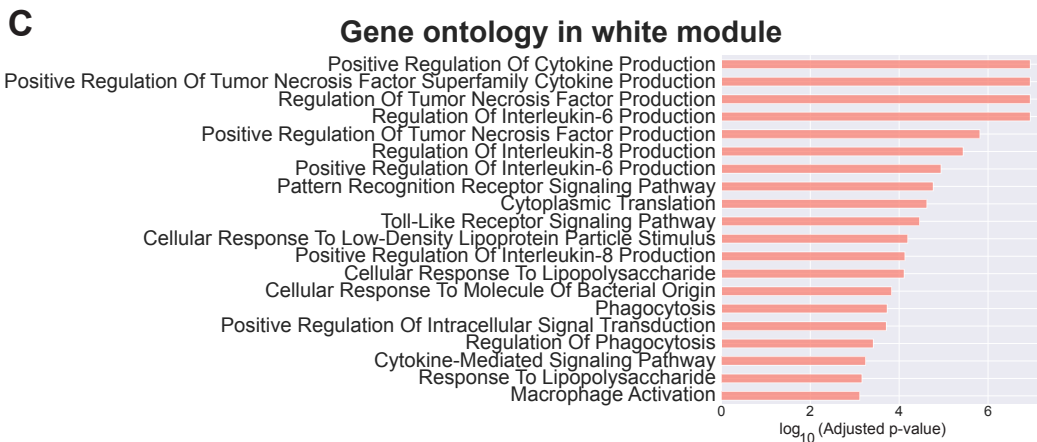 C
Gene ontology in white module
Positive Regulation Of Cytokine Production
Positive Regulation Of Tumor Necrosis Factor Superfamily Cytokine Production
Regulation Of Tumor Necrosis Factor Production
Regulation Of Interleukin-6 Production
Positive Regulation Of Tumor Necrosis Factor Production
Regulation Of Interleukin-8 Production
Positive Regulation Of Interleukin-6 Production
Pattern Recognition Receptor Signaling Pathway
Cytoplasmic Translation
Toll-Like Receptor Signaling Pathway
Cellular Response To Low-Density Lipoprotein Particle Stimulus
Positive Regulation Of Interleukin-8 Production
Cellular Response To Lipopolysaccharide
Cellular Response To Molecule Of Bacterial Origin
Phagocytosis
Positive Regulation Of Intracellular Signal Transduction
Regulation Of Phagocytosis
Cytokine-Mediated Signaling Pathway
Response To Lipopolysaccharide
Macrophage Activation
0 2 4 6
log10 (Adjusted p-value)